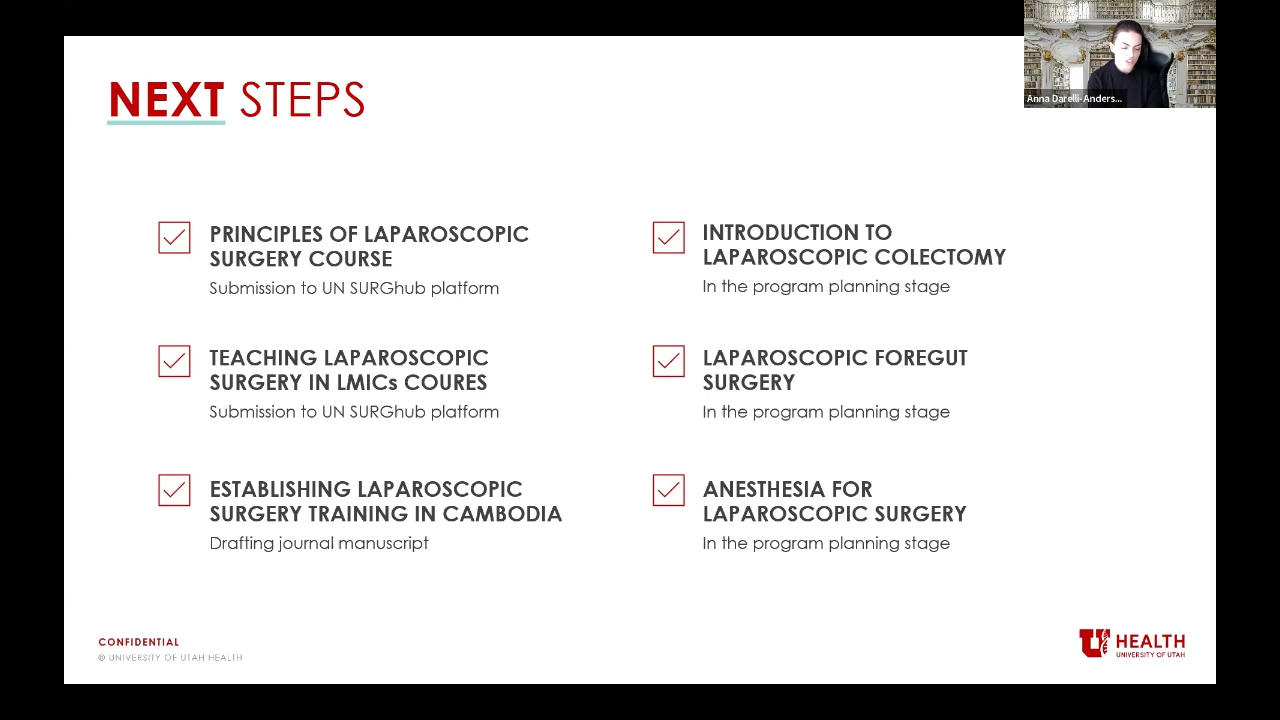 Anna Darelli-Anders...
NEXT STEPS
PRINCIPLES OF LAPAROSCOPIC
SURGERY COURSE
Submission to UN SURGhub platform
TEACHING LAPAROSCOPIC
SURGERY IN LMICs COURES
Submission to UN SURGhub platform
ESTABLISHING LAPAROSCOPIC
SURGERY TRAINING IN CAMBODIA
Drafting journal manuscript
INTRODUCTION TO
LAPAROSCOPIC COLECTOMY
In the program planning stage
LAPAROSCOPIC FOREGUT
SURGERY
In the program planning stage
ANESTHESIA FOR
LAPAROSCOPIC SURGERY
In the program planning stage
CONFIDENTIAL
© UNIVERSITY OF UTAH HEALTH
U HEALTH
UNIVERSITY OF UTAH